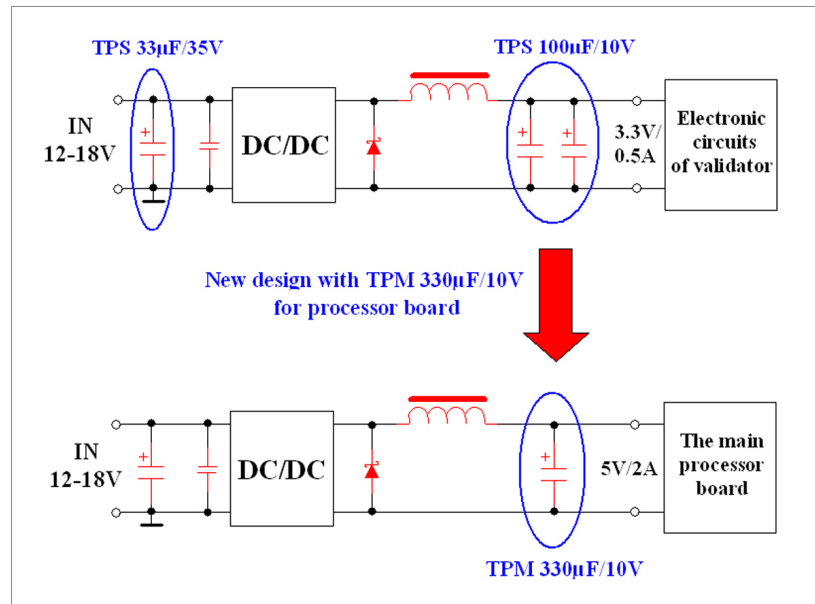 TPS 33µF/35V
TPS 100µF/10V
IN
12-18V
+
DC/DC
+
+
3.3V/
0.5A
Electronic
circuits
of validator
New design with TPM 330µF/10V
for processor board
IN
12-18V
+
DC/DC
+
5V/2A
The main
processor
board
TPM 330µF/10V